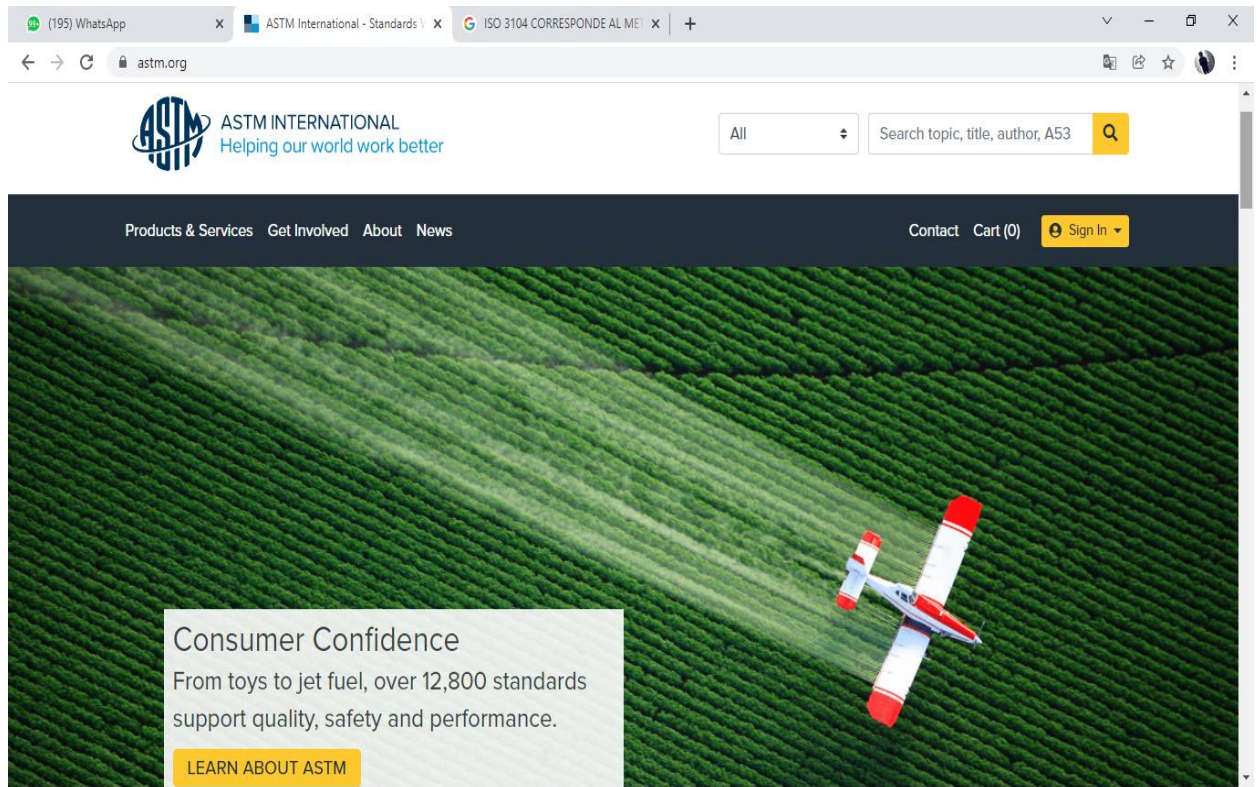 (195) WhatsApp
ASTM International - Standards
ISO 3104 CORRESPONDE AL
astm.org
ASTM
ASTM INTERNATIONAL
Helping our world work better
All
Search topic, title, author, A53
Products & Services Get Involved About News
Contact Cart (0) Sign In
Consumer Confidence
From toys to jet fuel, over 12,800 standards
support quality, safety and performance.
LEARN ABOUT ASTM